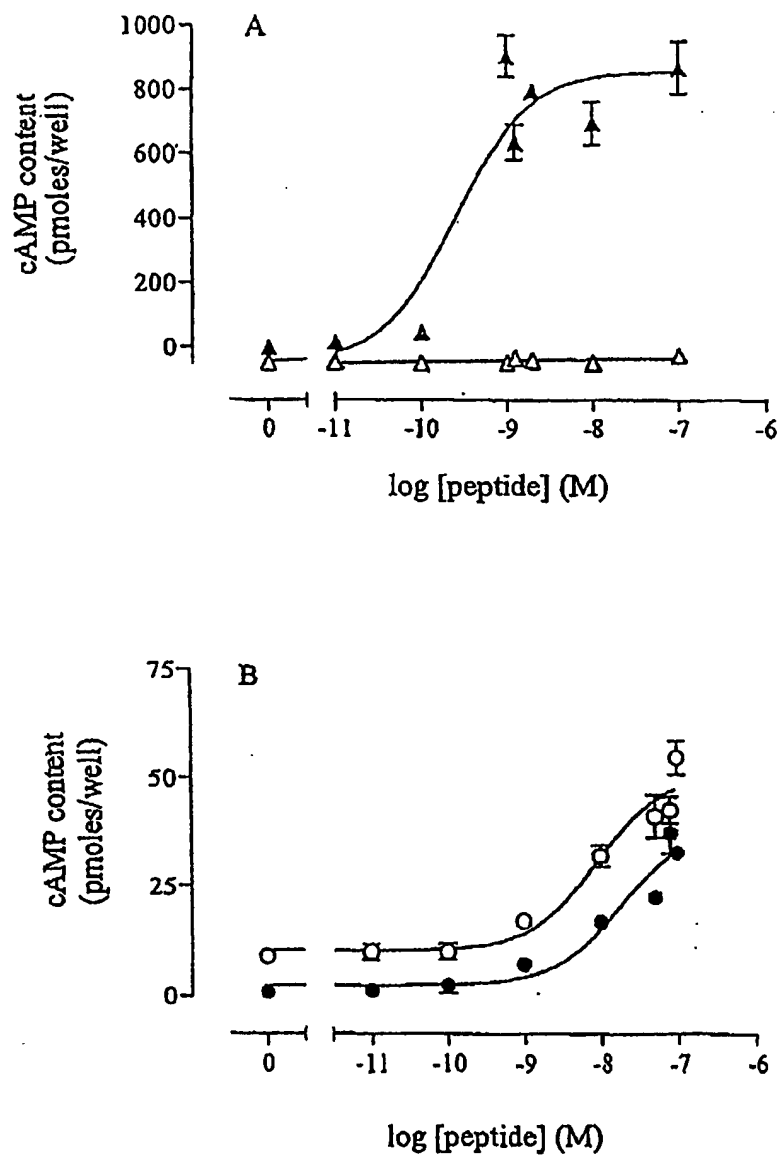 A
1000
800
600
400
200
0
cAMP content
(pmoles/well)
0 -11 -10 -9 -8 -7 -6
log [peptide] (M)
B
75
50
25
0
cAMP content
(pmoles/well)
0 -11 -10 -9 -8 -7 -6
log [peptide] (M)